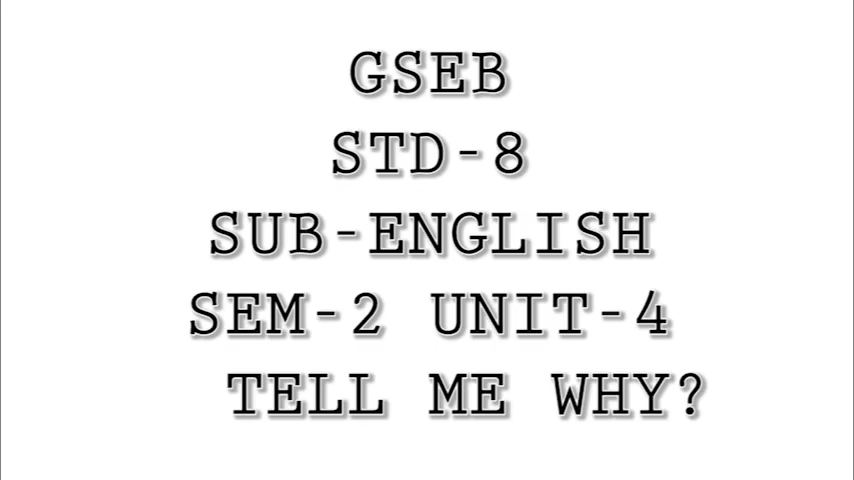 GSEB
STD-8
SUB-ENGLISH
SEM-2 UNIT-4
TELL ME WHY?